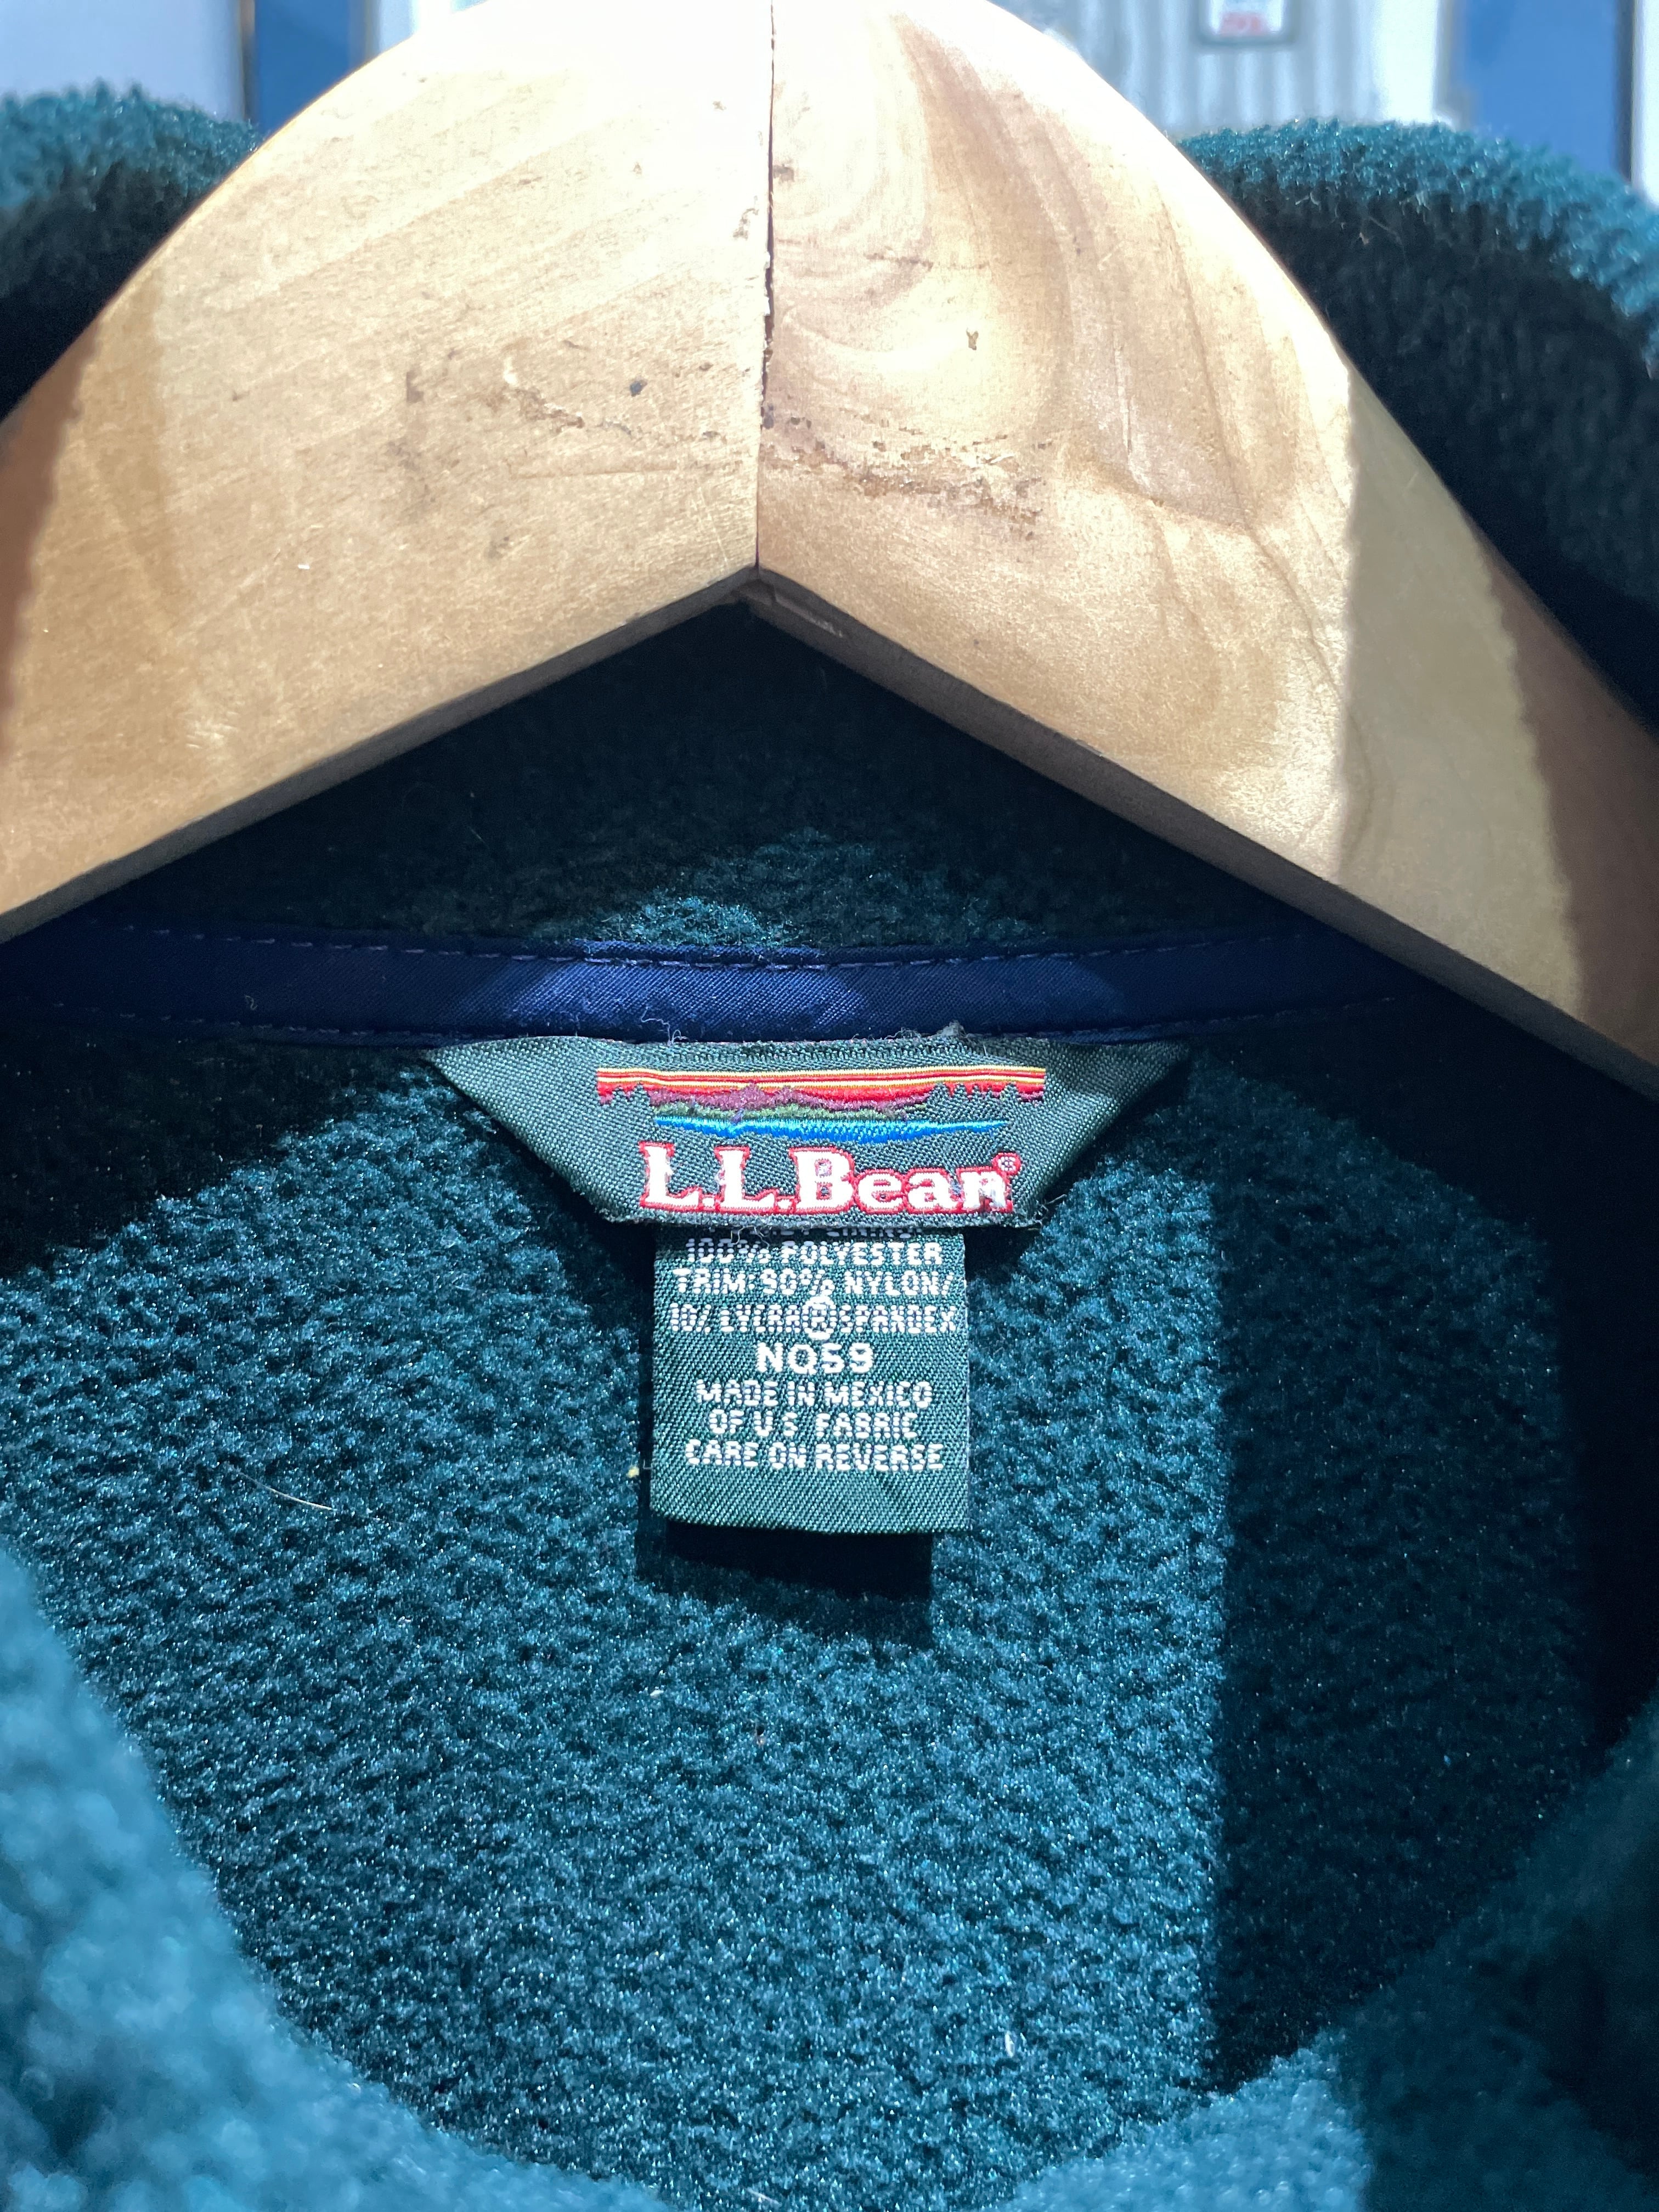 L.L.Bean®
100% POLYESTER
TRIM: 90% NYLON/
10% LYCRA® SPANDEX
NQ59
MADE IN MEXICO
OF U.S FABRIC
CARE ON REVERSE